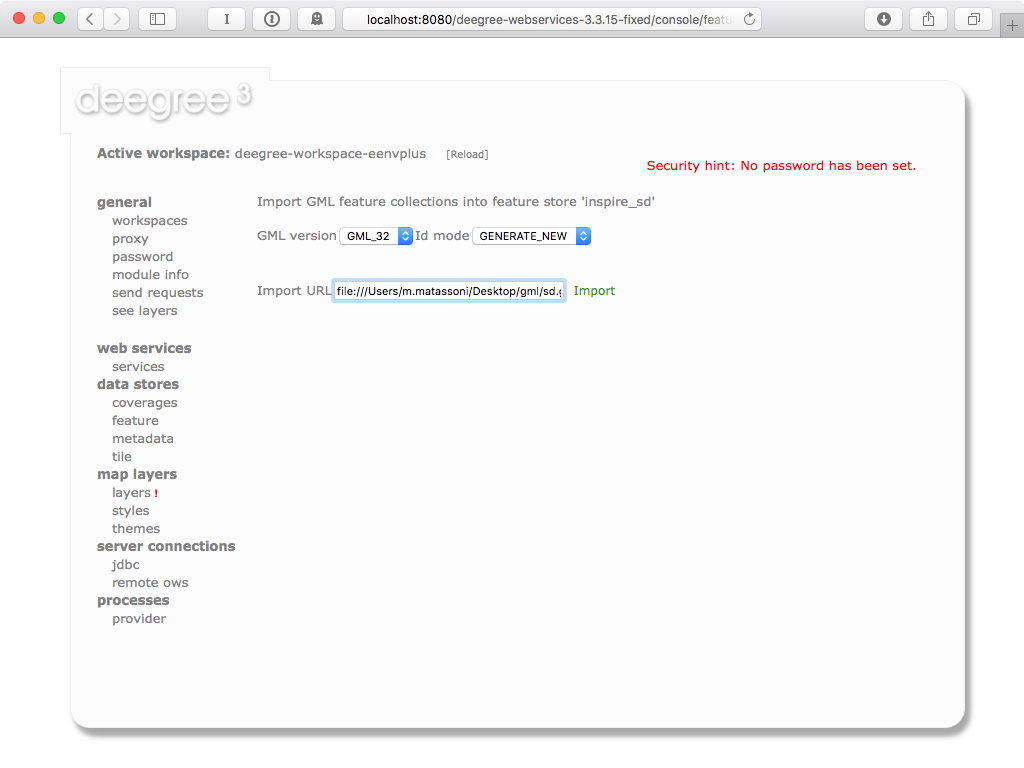 localhost:8080/deegree-webservices-3.3.15-fixed/console/featu
deegree 3
Active workspace: deegree-workspace-eenvplus [Reload]
Security hint: No password has been set.
general
workspaces
proxy
password
module info
send requests
see layers
web services
services
data stores
coverages
feature
metadata
tile
map layers
layers !
styles
themes
server connections
jdbc
remote ows
processes
provider
Import GML feature collections into feature store 'inspire_sd'
GML version GML_32 Id mode GENERATE_NEW
Import URL file:///Users/m.matassoni/Desktop/gml/sd.g Import